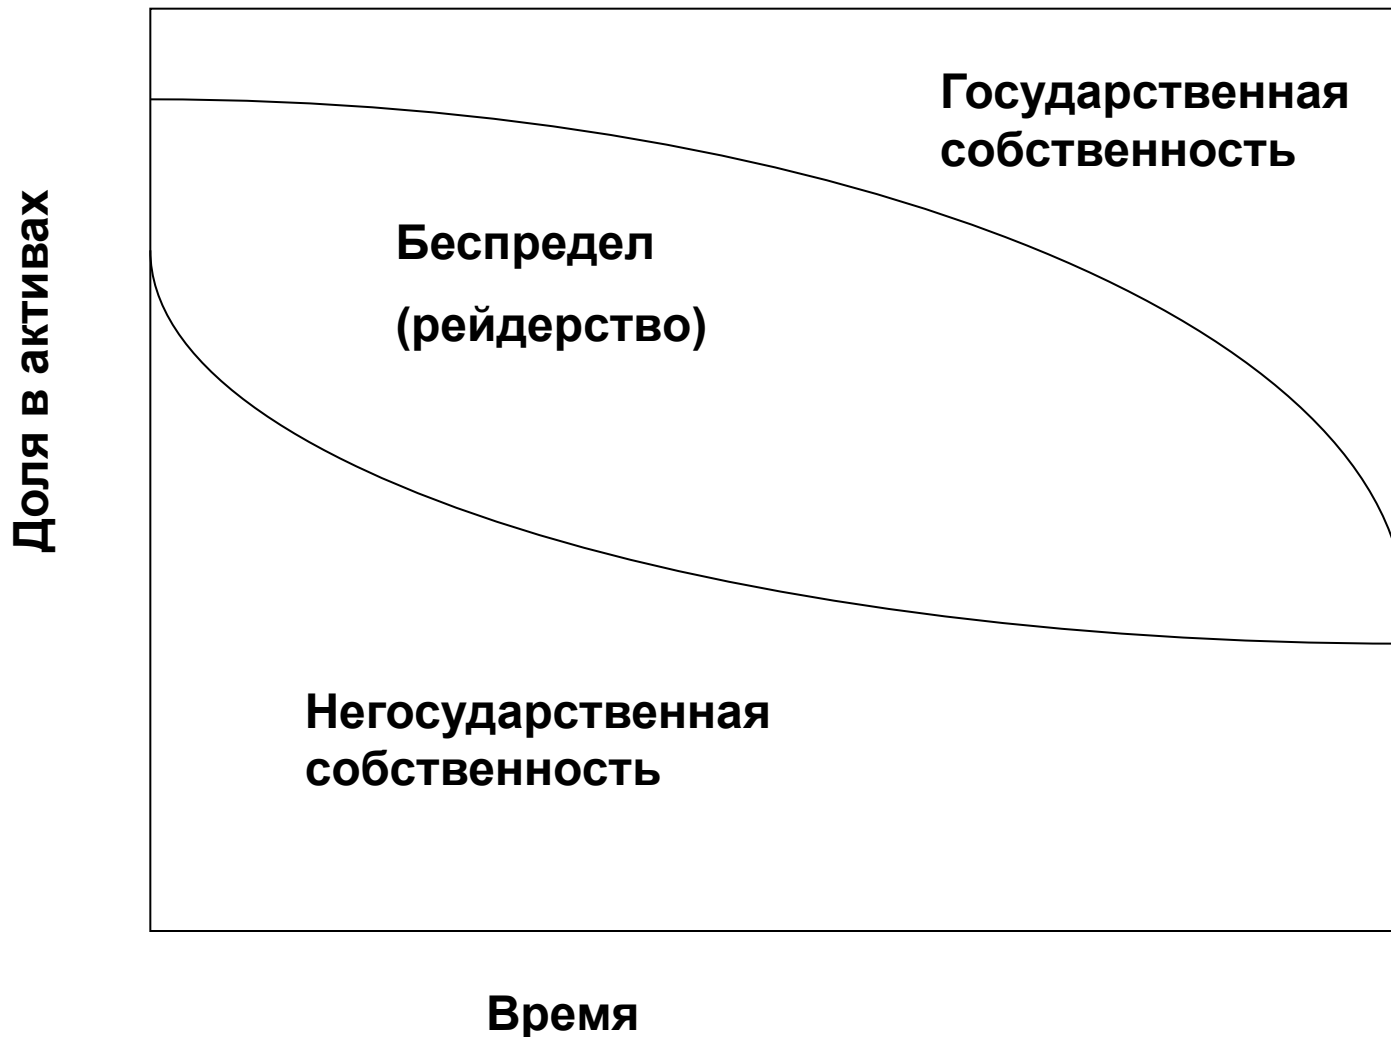 Государственная
собственность
Беспредел
(рейдерство)
Доля в активах
Негосударственная
собственность
Время